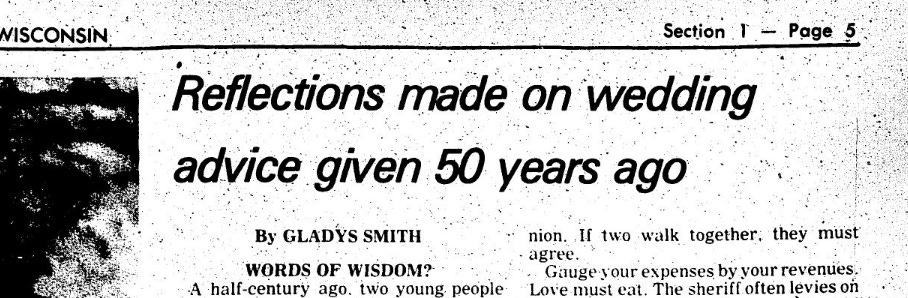 WISCONSIN
Section 1 — Page 5
Reflections made on wedding
advice given 50 years ago
By GLADYS SMITH
WORDS OF WISDOM?
A half-century ago, two young people
nion. If two walk together, they must
agree.
Gauge your expenses by your revenues.
Love must eat. The sheriff often levies on